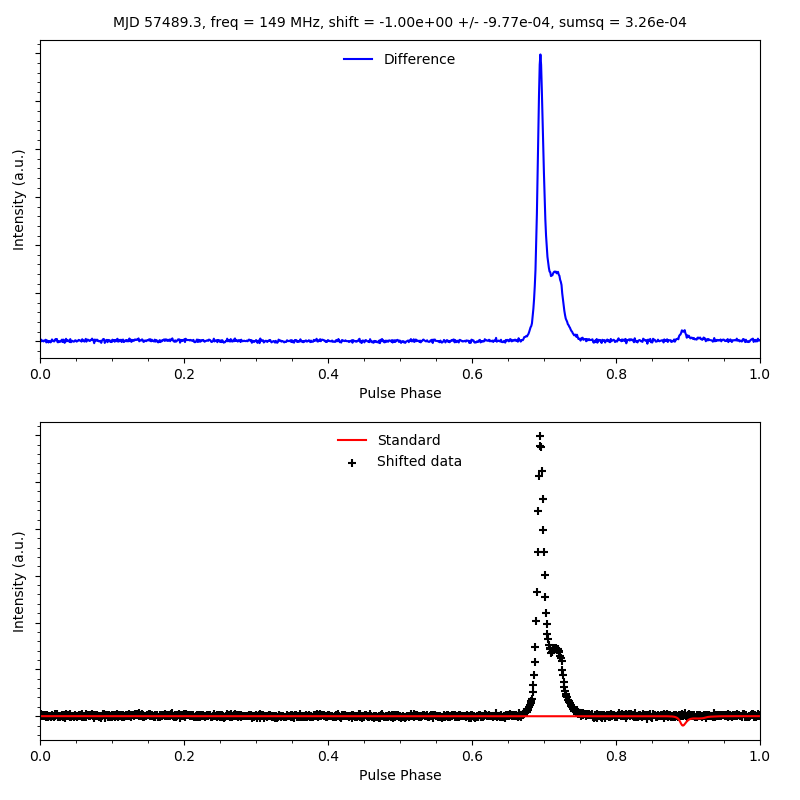 MJD 57489.3, freq = 149 MHz, shift = -1.00e+00 +/- -9.77e-04, sumsq = 3.26e-04
Difference
Intensity (a.u.)
0.0 0.2 0.4 0.6 0.8 1.0
Pulse Phase
Standard
Shifted data
Intensity (a.u.)
0.0 0.2 0.4 0.6 0.8 1.0
Pulse Phase